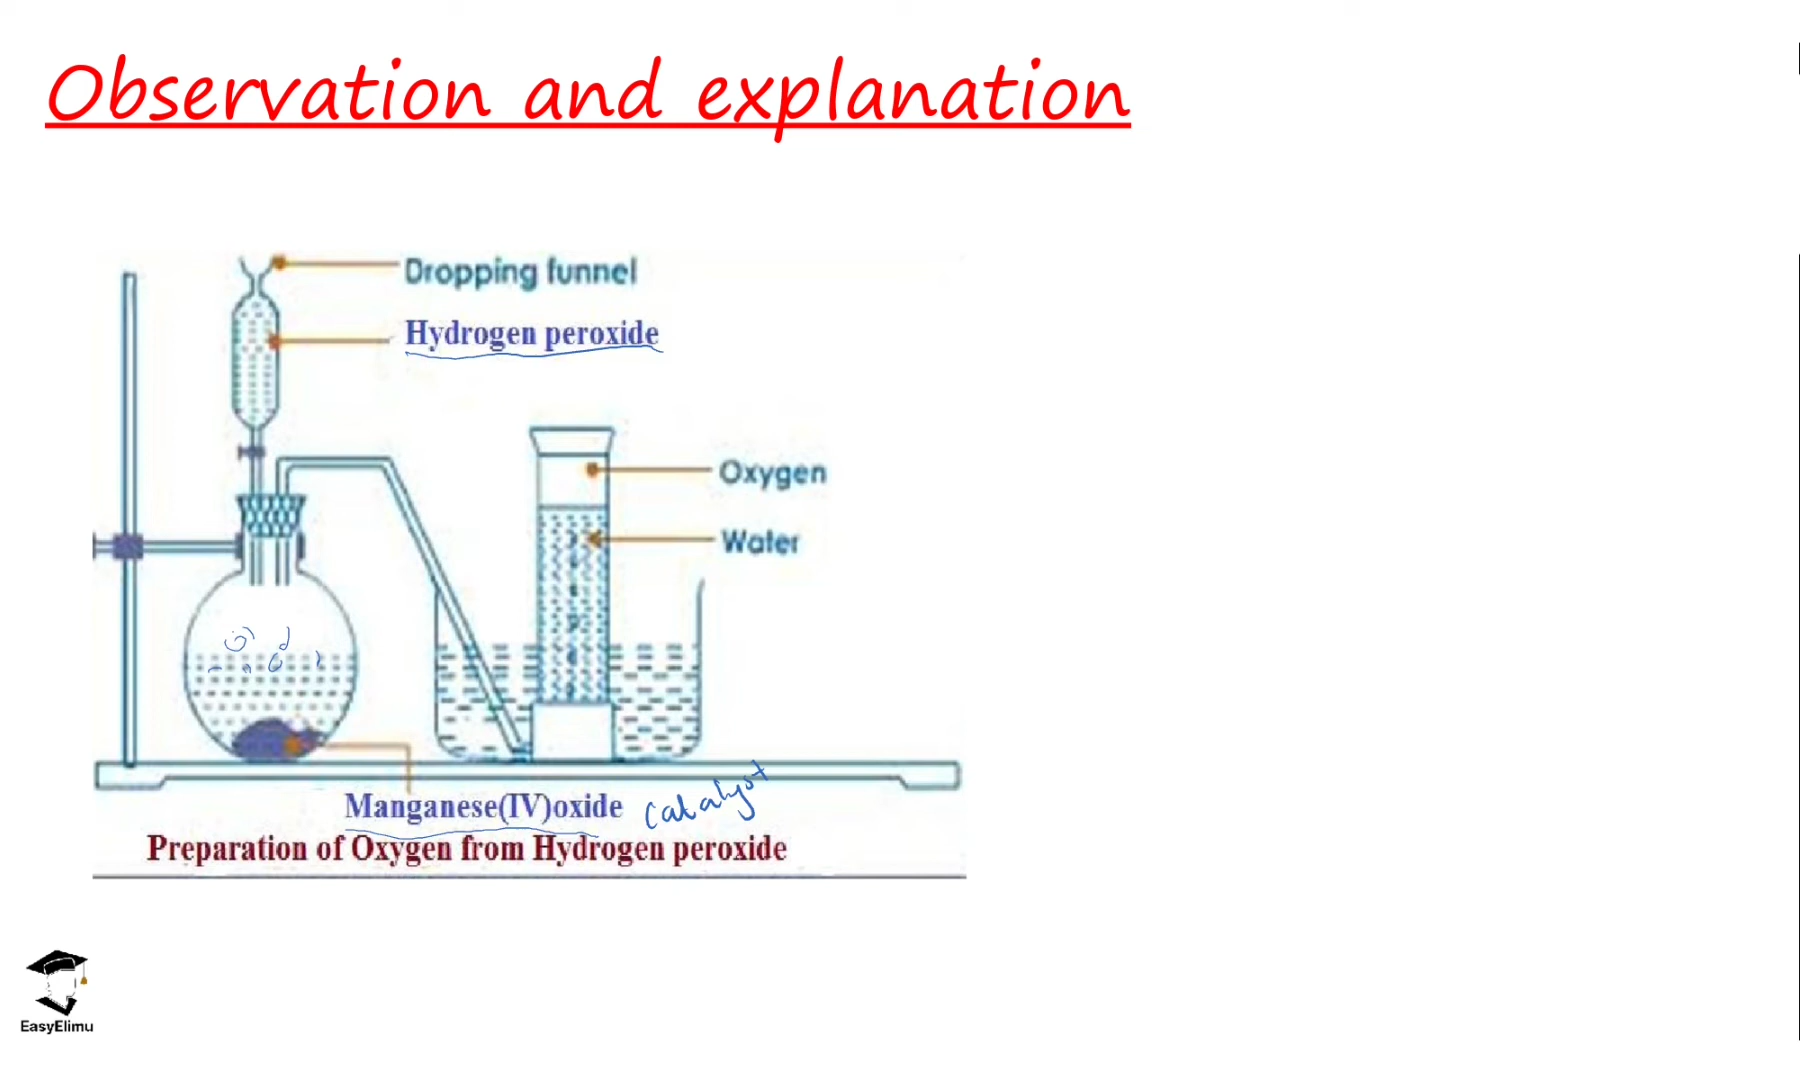 Observation and explanation
Dropping funnel
Hydrogen peroxide
Oxygen
Water
Manganese(IV)oxide catalyst
Preparation of Oxygen from Hydrogen peroxide
EasyElimu